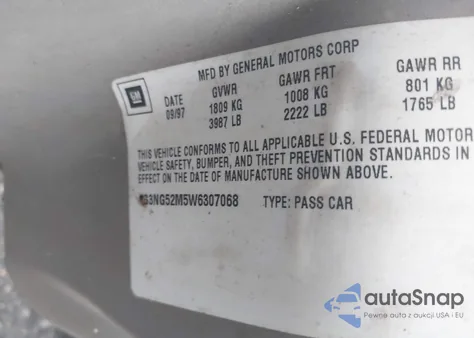 MFD BY GENERAL MOTORS CORP
GM
DATE GVWR GAWR FRT GAWR RR
09/97 1809 KG 1008 KG 801 KG
3987 LB 2222 LB 1765 LB
THIS VEHICLE CONFORMS TO ALL APPLICABLE U.S. FEDERAL MOTOR
VEHICLE SAFETY, BUMPER, AND THEFT PREVENTION STANDARDS IN
EFFECT ON THE DATE OF MANUFACTURE SHOWN ABOVE.
TYPE: PASS CAR
autoSnap
Pewne auta z aukcji USA i EU